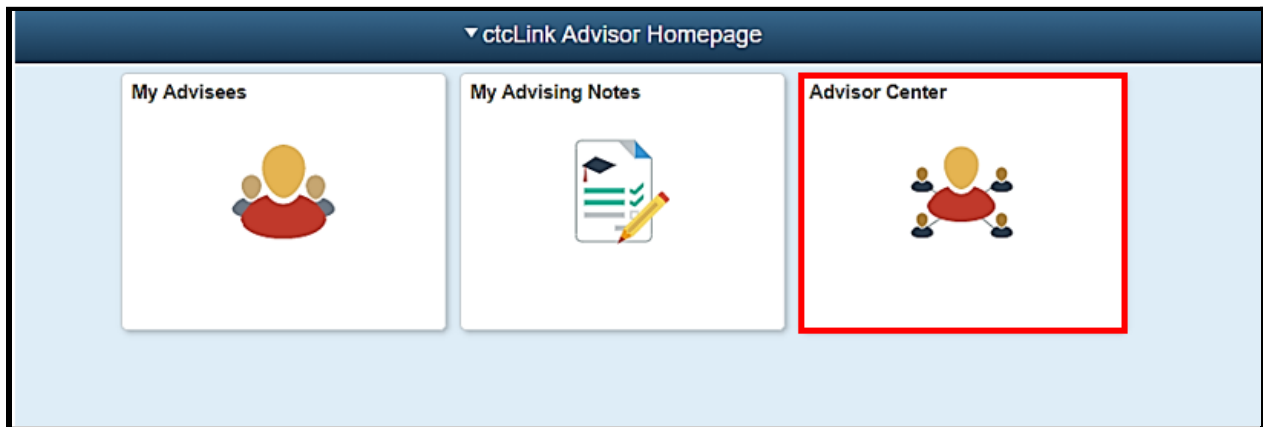 ctcLink Advisor Homepage
My Advisees
My Advising Notes
Advisor Center